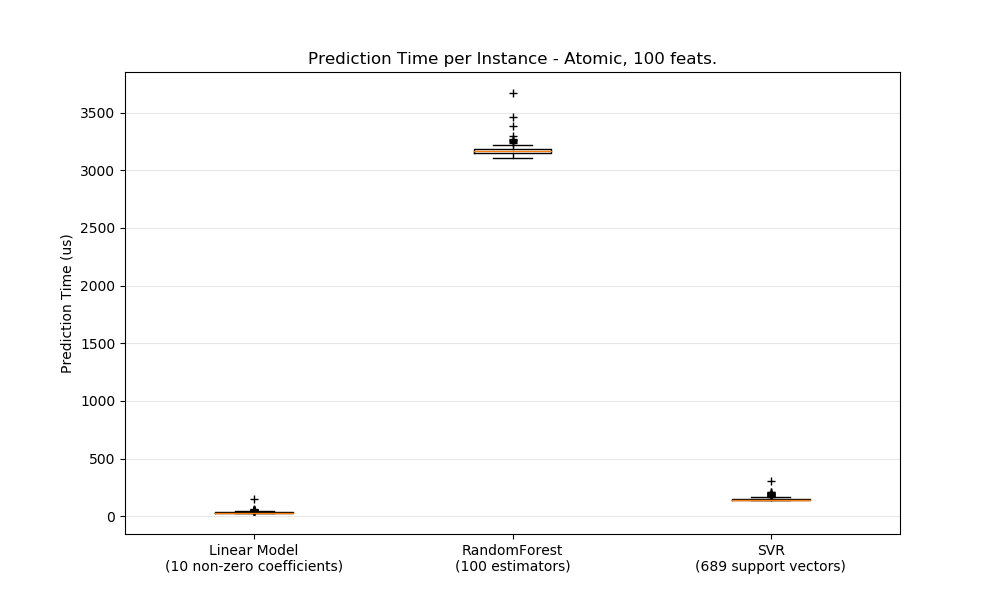 Prediction Time per Instance - Atomic, 100 feats.
Prediction Time (us)
3500
3000
2500
2000
1500
1000
500
0
Linear Model
(10 non-zero coefficients)
RandomForest
(100 estimators)
SVR
(689 support vectors)